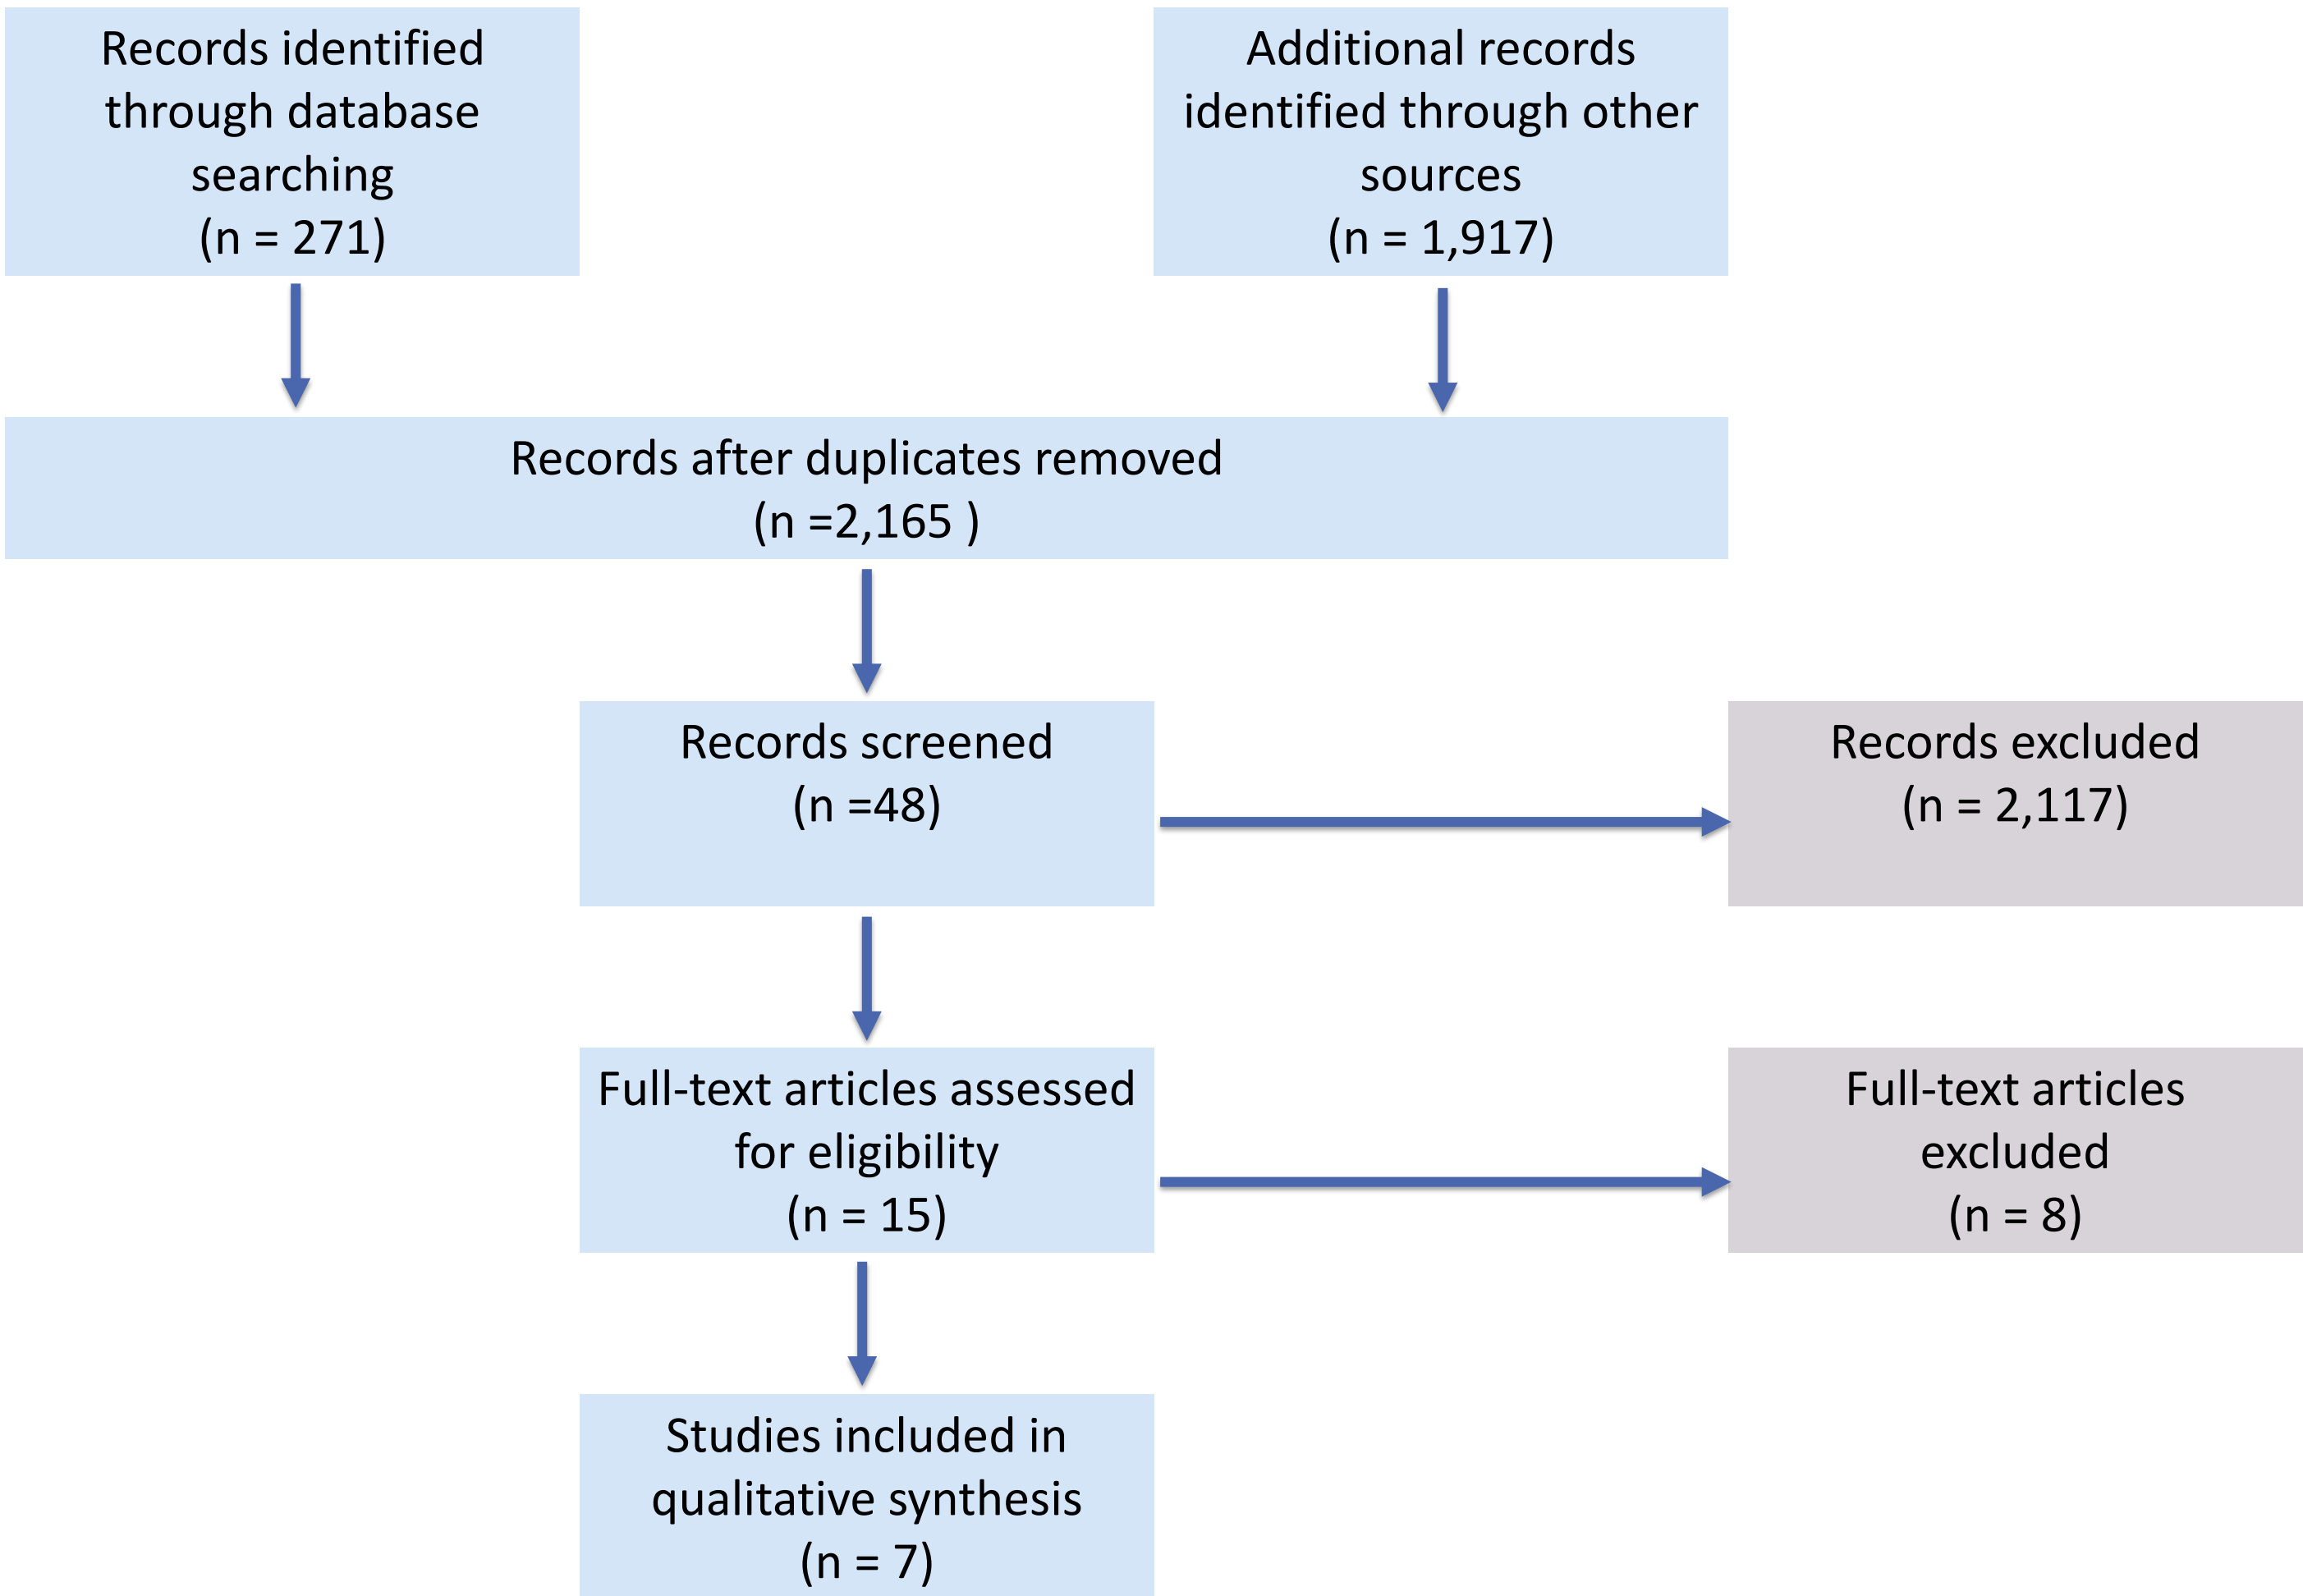 Records identified
through database
searching
(n = 271)
Additional records
identified through other
sources
(n = 1,917)
Records after duplicates removed
(n =2,165 )
Records screened
(n =48)
Records excluded
(n = 2,117)
Full-text articles assessed
for eligibility
(n = 15)
Full-text articles
excluded
(n = 8)
Studies included in
qualitative synthesis
(n = 7)